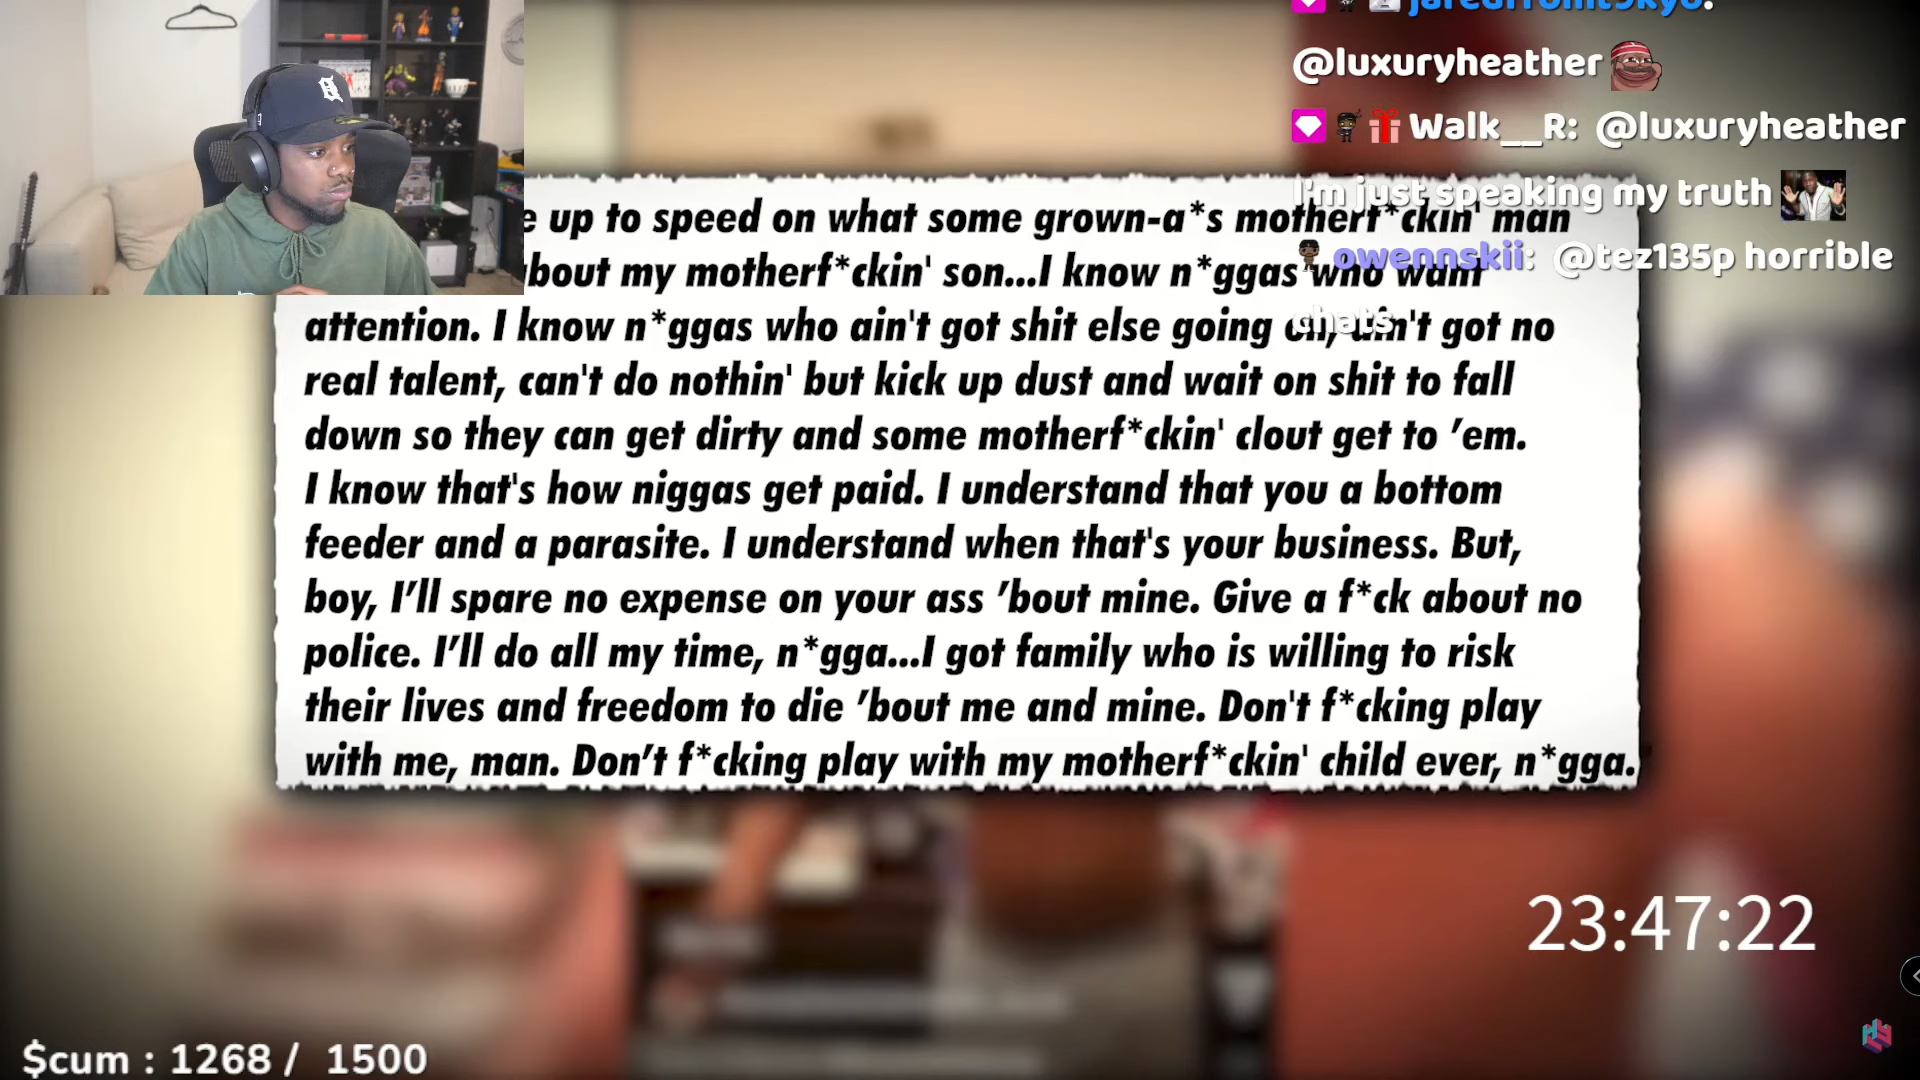 @luxuryheather
Walk__R: @luxuryheather
I'm just speaking my truth
owennskii: @tez135p horrible
chats
e up to speed on what some grown-a*s motherf*ckin' man
bout my motherf*ckin' son...I know n*ggas who want
attention. I know n*ggas who ain't got shit else going on, ain't got no
real talent, can't do nothin' but kick up dust and wait on shit to fall
down so they can get dirty and some motherf*ckin' clout get to ’em.
I know that's how niggas get paid. I understand that you a bottom
feeder and a parasite. I understand when that's your business. But,
boy, I’ll spare no expense on your ass ’bout mine. Give a f*ck about no
police. I’ll do all my time, n*gga...I got family who is willing to risk
their lives and freedom to die ’bout me and mine. Don't f*cking play
with me, man. Don’t f*cking play with my motherf*ckin' child ever, n*gga.
23:47:22
$cum : 1268 / 1500